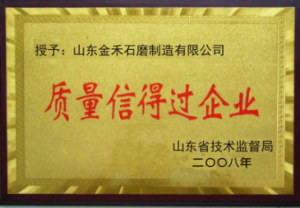 授予：山东金禾石磨制造有限公司
质量信得过企业
山东省技术监督局
二〇〇八年